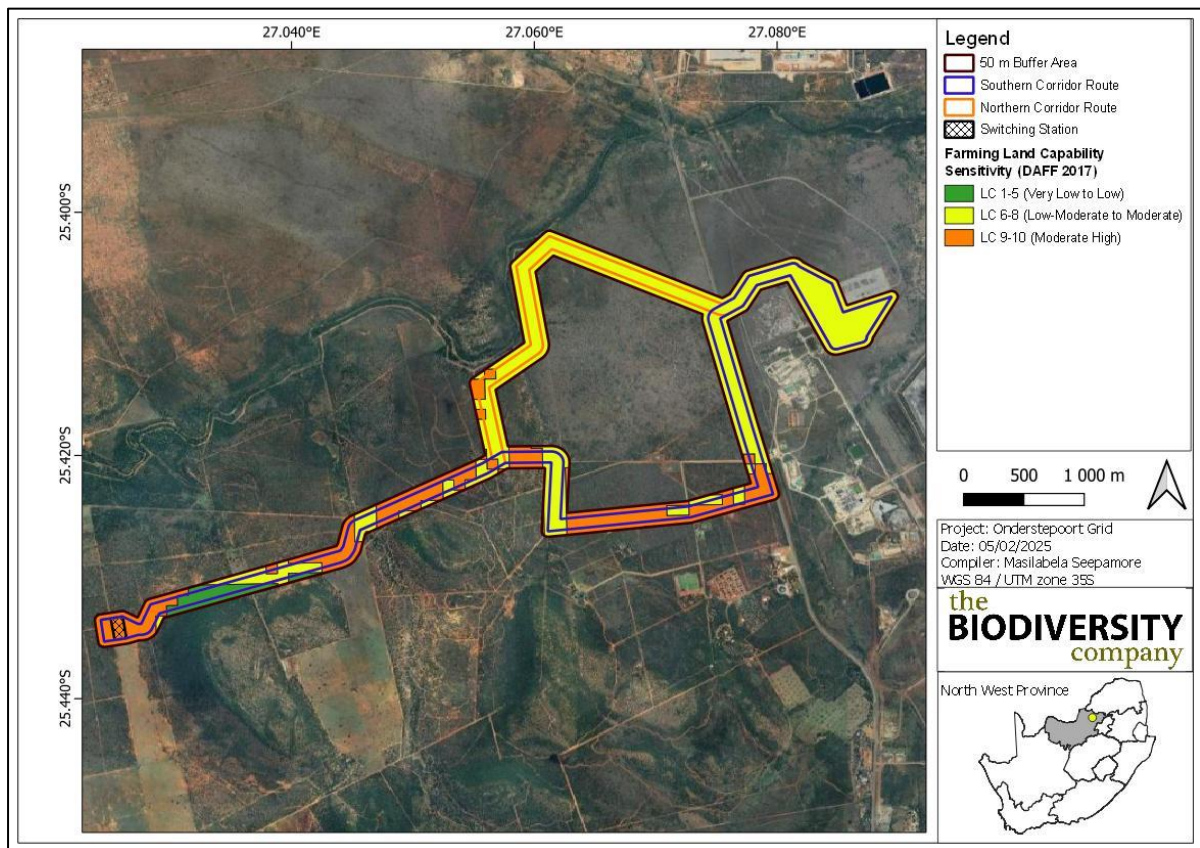 27.040°E
27.060°E
27.080°E
25.400°S
25.420°S
25.440°S
Legend
50 m Buffer Area
Southern Corridor Route
Northern Corridor Route
Switching Station
Farming Land Capability
Sensitivity (DAFF 2017)
LC 1-5 (Very Low to Low)
LC 6-8 (Low-Moderate to Moderate)
LC 9-10 (Moderate High)
0 500 1 000 m
Project: Onderstepoort Grid
Date: 05/02/2025
Compiler: Masilabela Seepamore
WGS 84 / UTM zone 35S
the
BIODIVERSITY
company
North West Province